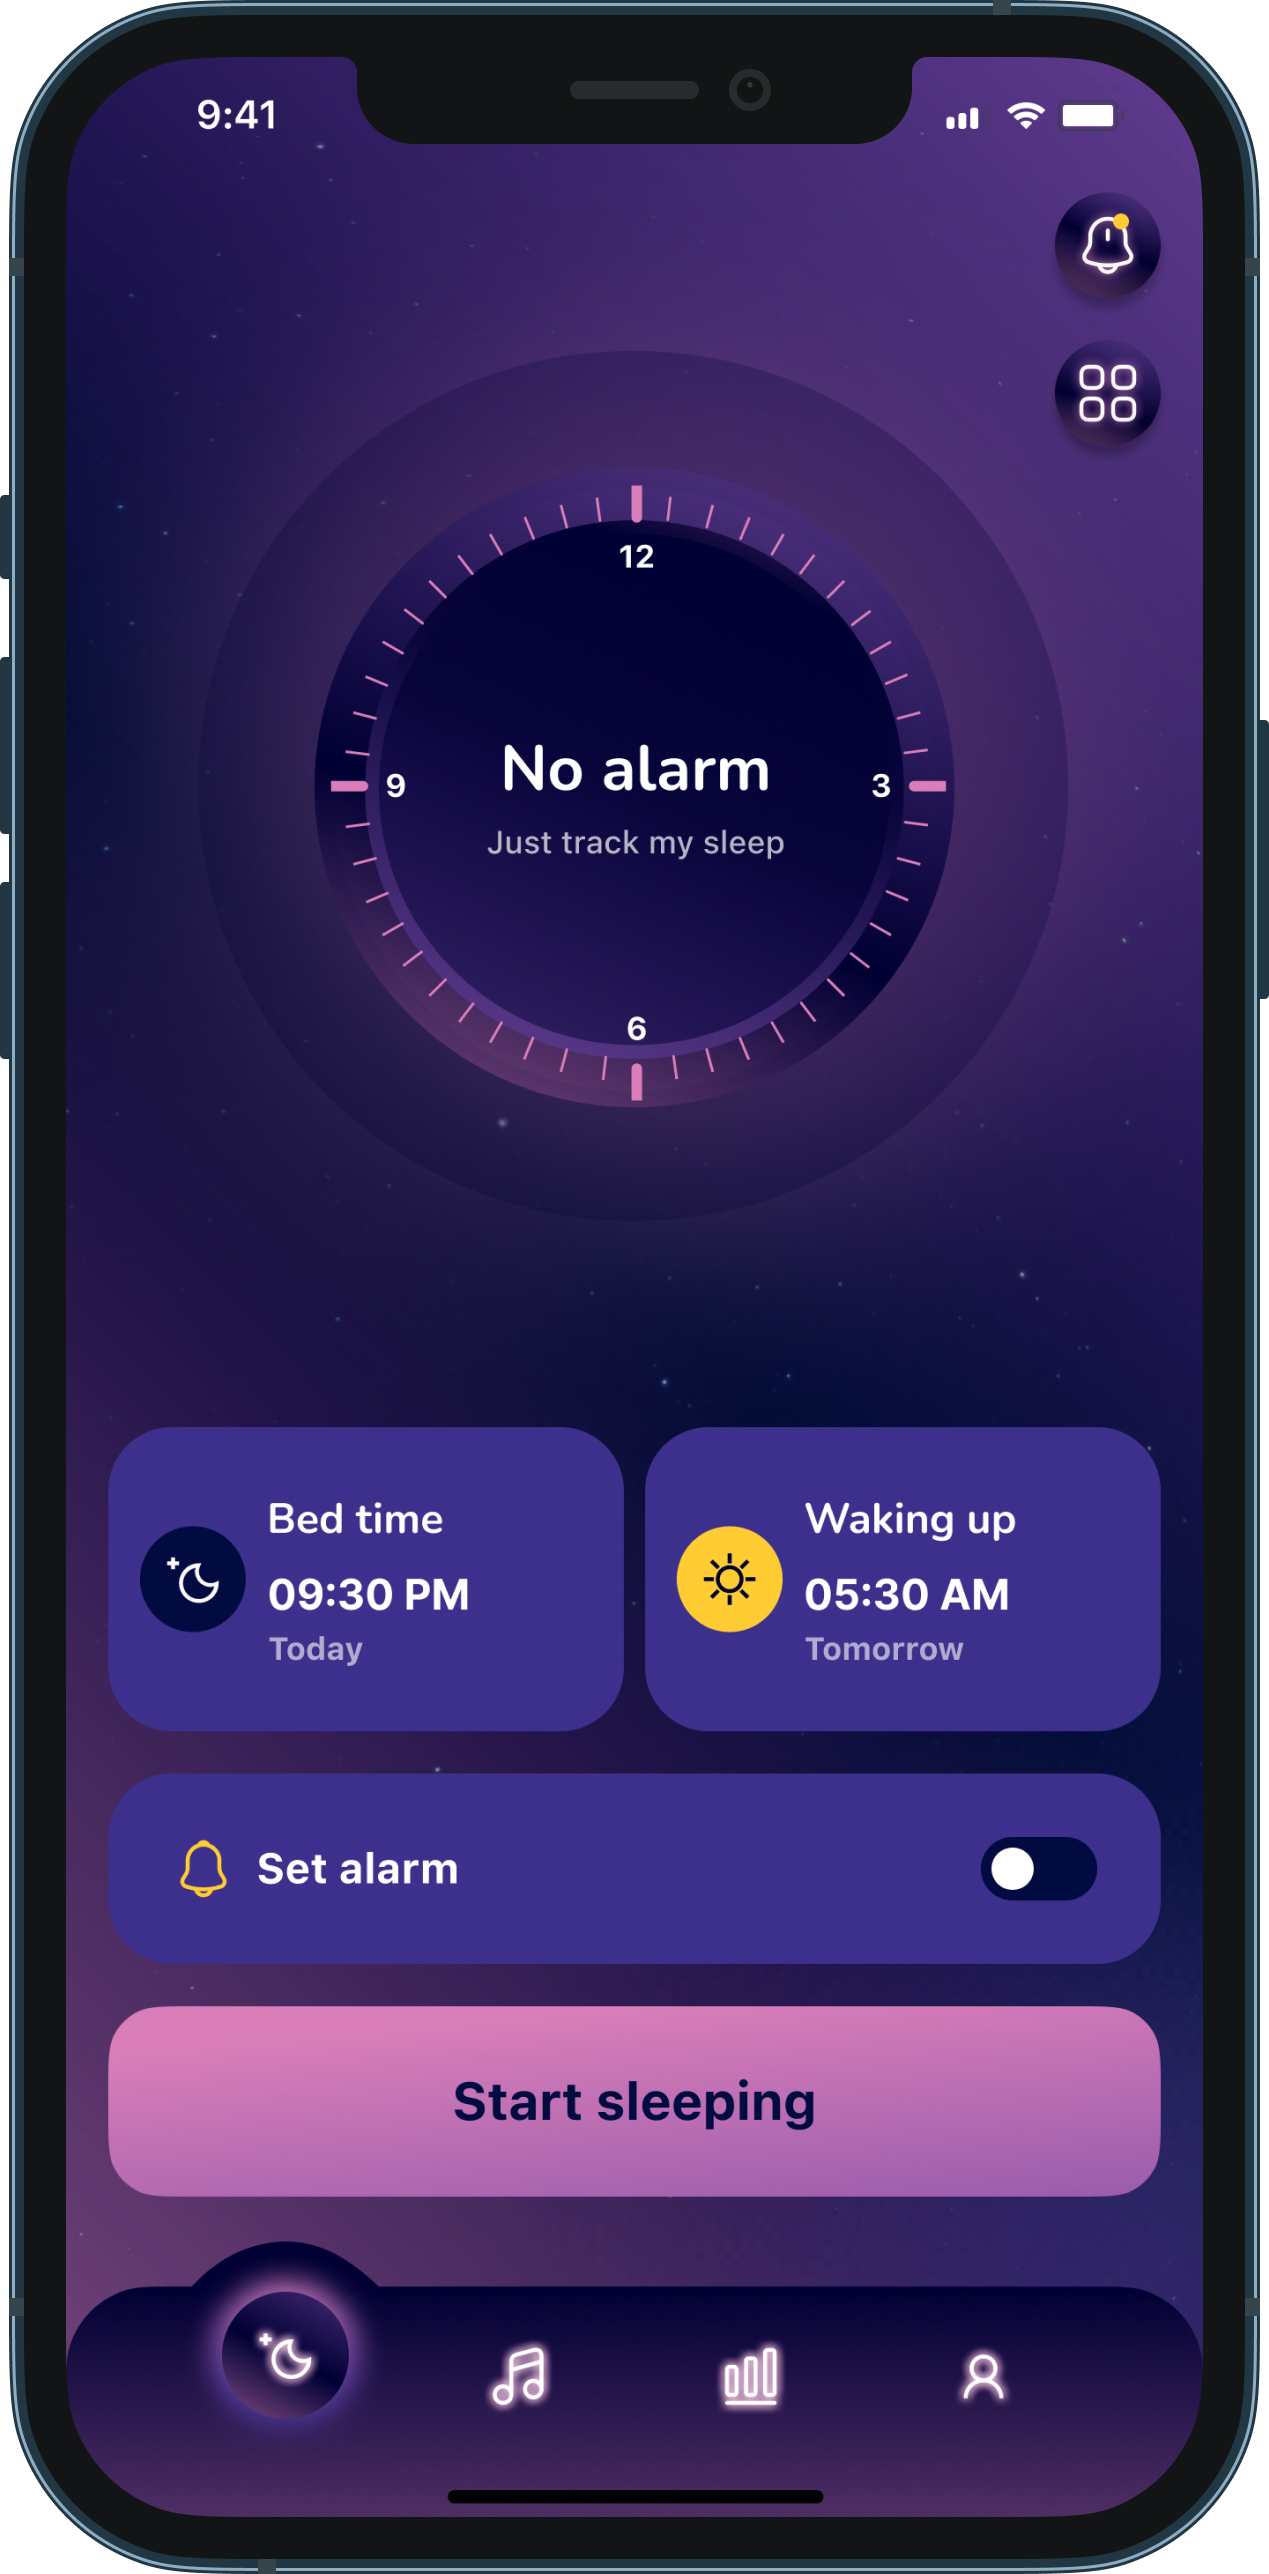 9:41
12
9
3
No alarm
Just track my sleep
6
Bed time
09:30 PM
Today
Waking up
05:30 AM
Tomorrow
Set alarm
Start sleeping